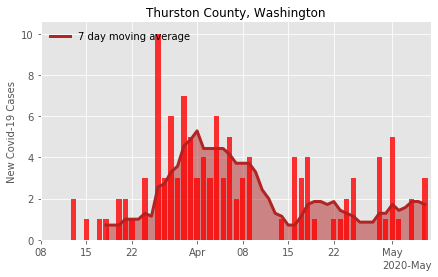 Thurston County, Washington
7 day moving average
New Covid-19 Cases
10
8
6
4
2
0
08 15 22 Apr 08 15 22 May
2020-May